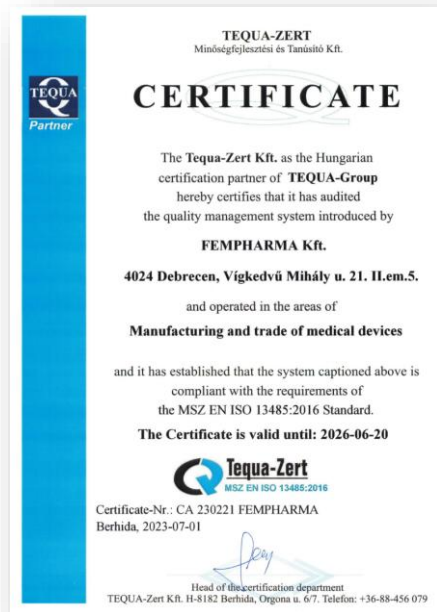 TEQUA-ZERT
Minőségfejlesztési és Tanúsító Kft.
TEQUA
Partner
CERTIFICATE
The Tequa-Zert Kft. as the Hungarian
certification partner of TEQUA-Group
hereby certifies that it has audited
the quality management system introduced by
FEMPHARMA Kft.
4024 Debrecen, Vígkedvű Mihály u. 21. II.em.5.
and operated in the areas of
Manufacturing and trade of medical devices
and it has established that the system captioned above is
compliant with the requirements of
the MSZ EN ISO 13485:2016 Standard.
The Certificate is valid until: 2026-06-20
Tequa-Zert
MSZ EN ISO 13485:2016
Certificate-Nr.: CA 230221 FEMPHARMA
Berhida, 2023-07-01
Head of the certification department
TEQUA-Zert Kft. H-8182 Berhida, Orgona u. 6/7. Telefon: +36-88-456 079